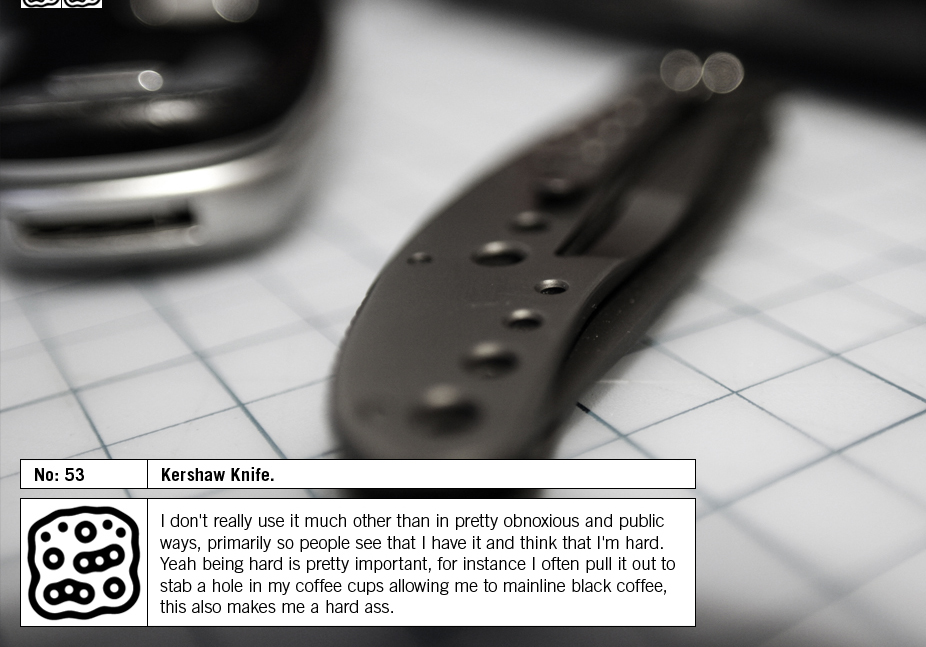 No: 53
Kershaw Knife.
I don't really use it much other than in pretty obnoxious and public
ways, primarily so people see that I have it and think that I'm hard.
Yeah being hard is pretty important, for instance I often pull it out to
stab a hole in my coffee cups allowing me to mainline black coffee,
this also makes me a hard ass.